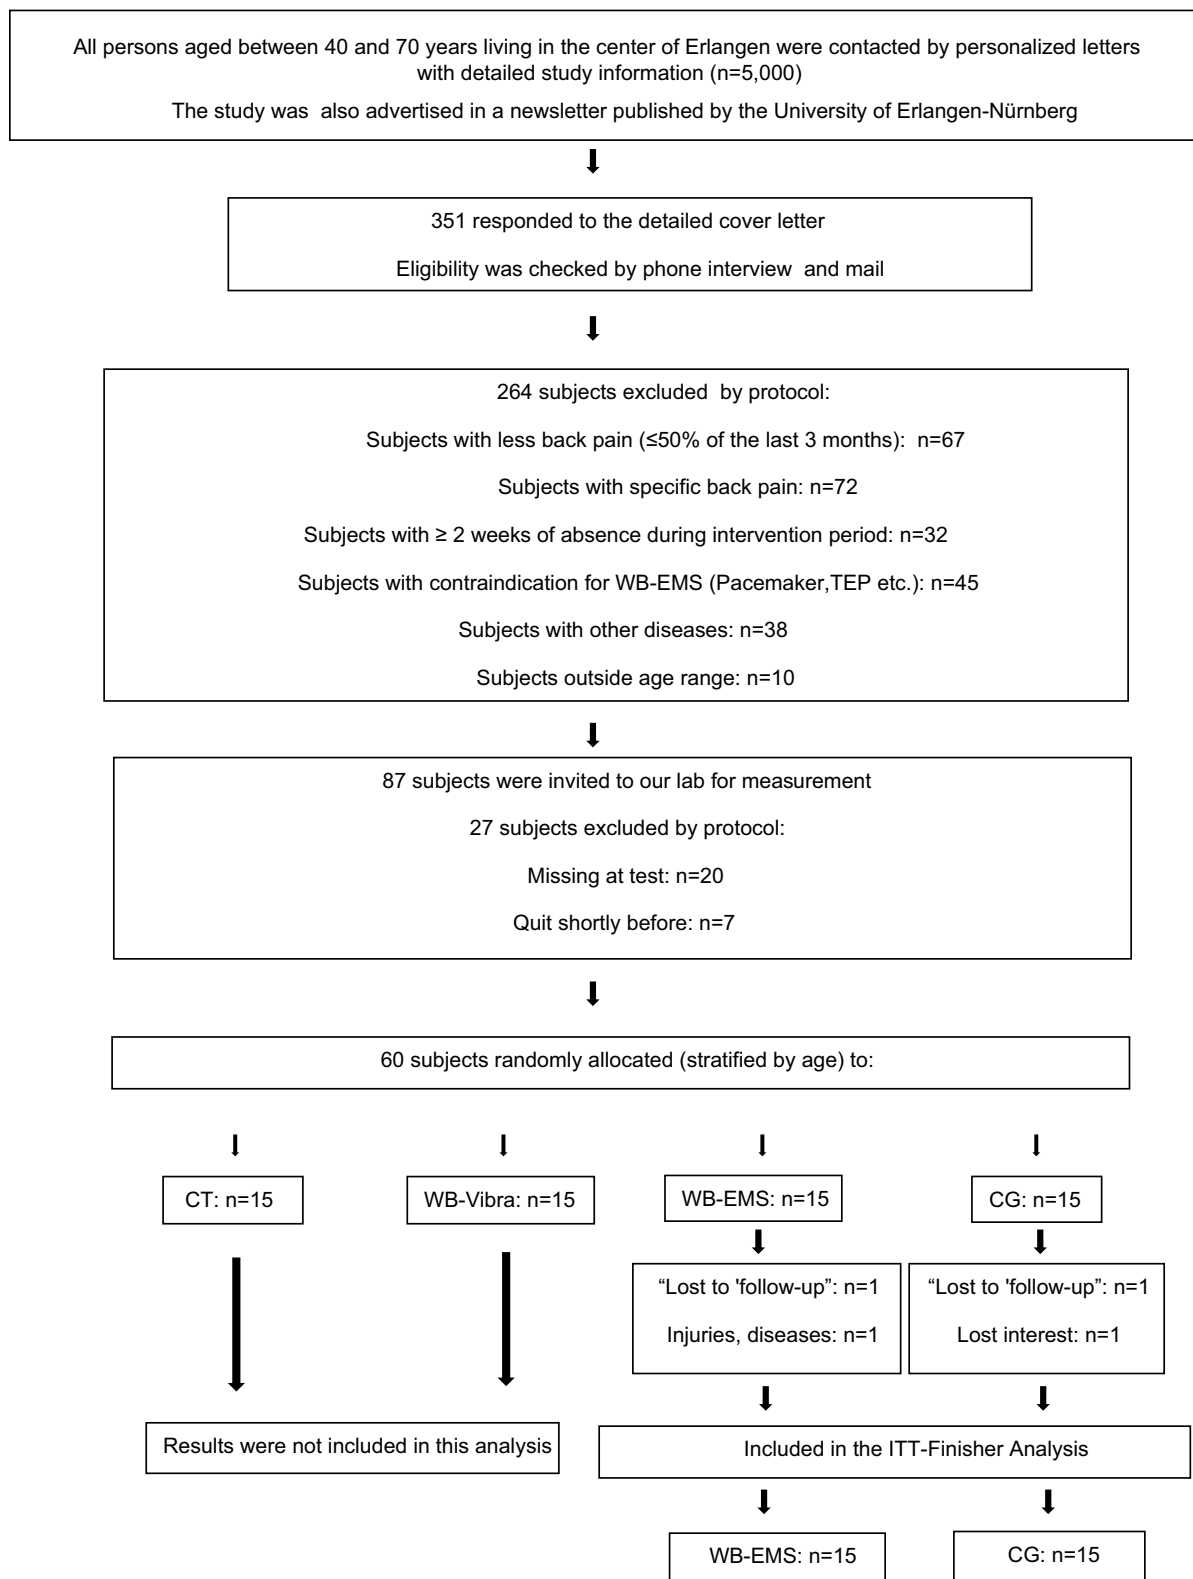 All persons aged between 40 and 70 years living in the center of Erlangen were contacted by personalized letters
with detailed study information (n=5,000)
The study was also advertised in a newsletter published by the University of Erlangen-Nürnberg
351 responded to the detailed cover letter
Eligibility was checked by phone interview and mail
264 subjects excluded by protocol:
Subjects with less back pain (≤50% of the last 3 months): n=67
Subjects with specific back pain: n=72
Subjects with ≥ 2 weeks of absence during intervention period: n=32
Subjects with contraindication for WB-EMS (Pacemaker,TEP etc.): n=45
Subjects with other diseases: n=38
Subjects outside age range: n=10
87 subjects were invited to our lab for measurement
27 subjects excluded by protocol:
Missing at test: n=20
Quit shortly before: n=7
60 subjects randomly allocated (stratified by age) to:
CT: n=15
WB-Vibra: n=15
WB-EMS: n=15
CG: n=15
“Lost to 'follow-up”: n=1
Injuries, diseases: n=1
“Lost to 'follow-up”: n=1
Lost interest: n=1
Results were not included in this analysis
Included in the ITT-Finisher Analysis
WB-EMS: n=15
CG: n=15